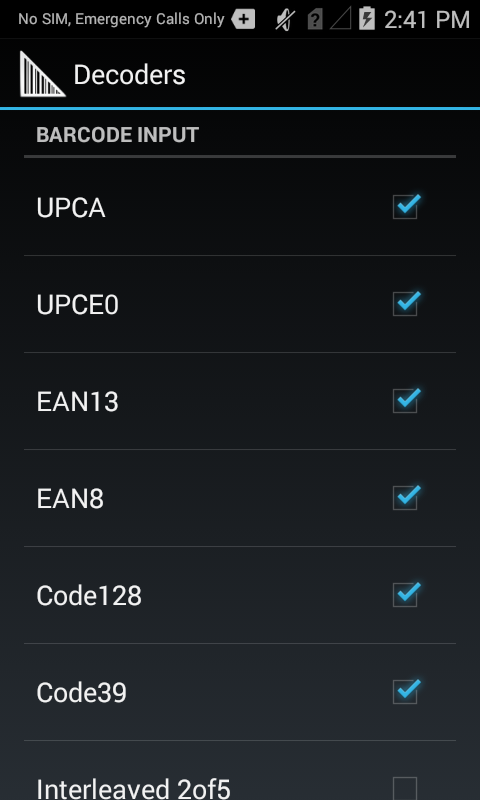 No SIM, Emergency Calls Only 2:41 PM
Decoders
BARCODE INPUT
UPCA
UPCE0
EAN13
EAN8
Code128
Code39
Interleaved 2of5